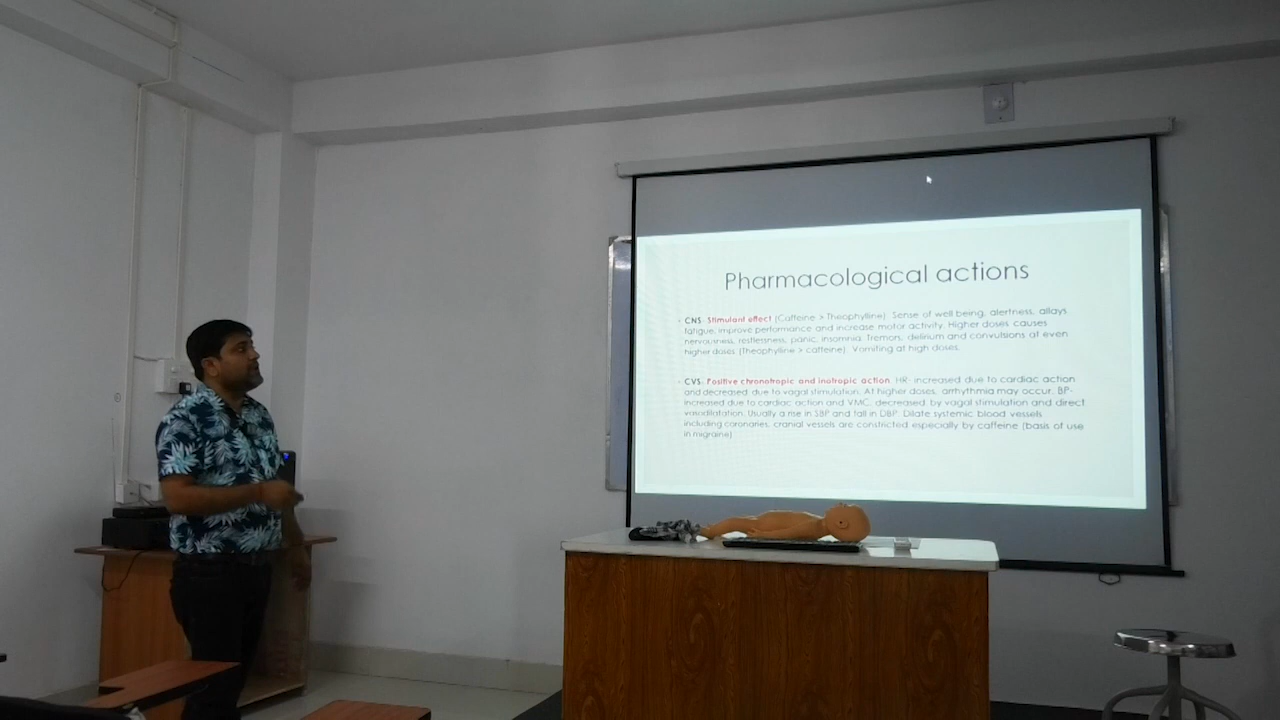 Pharmacological actions
CNS- Stimulant effect (Caffeine > Theophylline). Sense of well being, alertness, allays
fatigue, improve performance and increase motor activity. Higher doses causes
nervousness, restlessness, panic, insomnia. Tremors, delirium and convulsions at even
higher doses (Theophylline > caffeine). Vomiting at high doses.
CVS- Positive chronotropic and inotropic action. HR- increased due to cardiac action
and decreased due to vagal stimulation. At higher doses, arrhythmia may occur. BP-
increased due to cardiac action and VMC, decreased by vagal stimulation and direct
vasodilatation. Usually a rise in SBP and fall in DBP. Dilate systemic blood vessels
including coronaries, cranial vessels are constricted especially by caffeine (basis of use
in migraine)